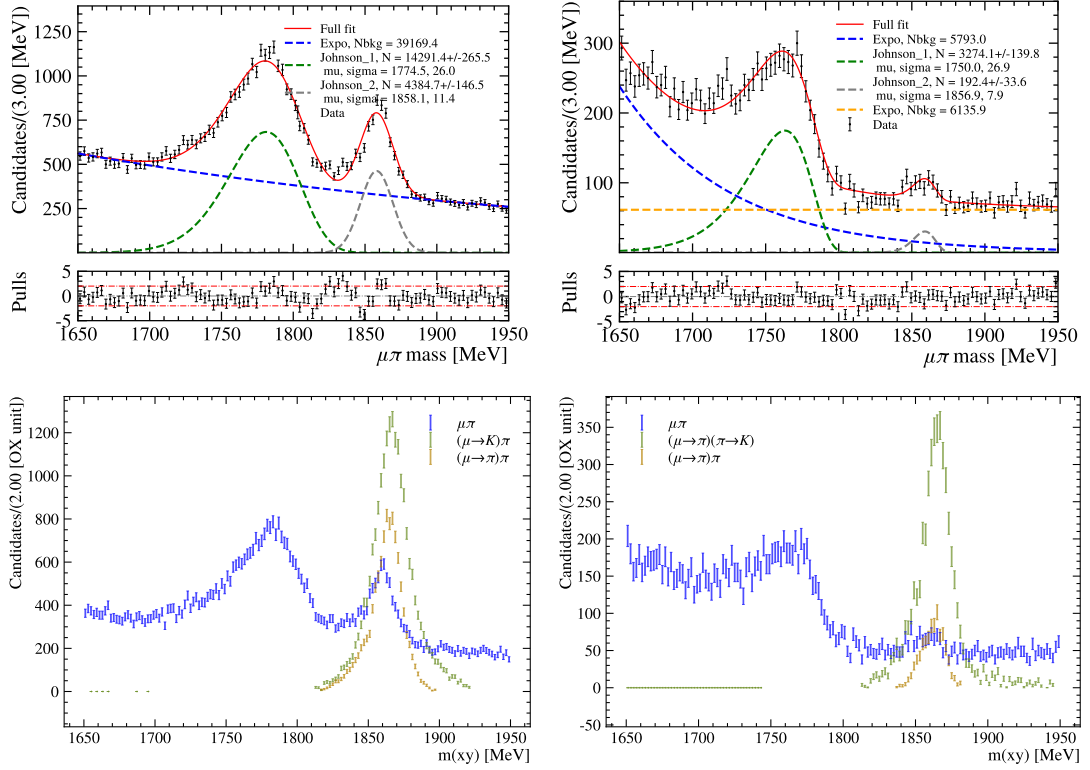 Candidates/(3.00 [MeV])
1250
1000
750
500
250
Full fit
Expo, Nbkg = 39169.4
Johnson_1, N = 14291.4+/-265.5
mu, sigma = 1774.5, 26.0
Johnson_2, N = 4384.7+/-146.5
mu, sigma = 1858.1, 11.4
Data
Pulls
5
0
-5
1650 1700 1750 1800 1850 1900 1950
μπ mass [MeV]
Candidates/(3.00 [MeV])
300
200
100
Full fit
Expo, Nbkg = 5793.0
Johnson_1, N = 3274.1+/-139.8
mu, sigma = 1750.0, 26.9
Johnson_2, N = 192.4+/-33.6
mu, sigma = 1856.9, 7.9
Expo, Nbkg = 6135.9
Data
Pulls
5
0
-5
1650 1700 1750 1800 1850 1900 1950
μπ mass [MeV]
Candidates/(2.00 [OX unit])
1200
1000
800
600
400
200
0
μπ
(μ→K)π
(μ→π)π
1650 1700 1750 1800 1850 1900 1950
m(xy) [MeV]
Candidates/(2.00 [OX unit])
350
300
250
200
150
100
50
0
−50
μπ
(μ→π)(π→K)
(μ→π)π
1650 1700 1750 1800 1850 1900 1950
m(xy) [MeV]